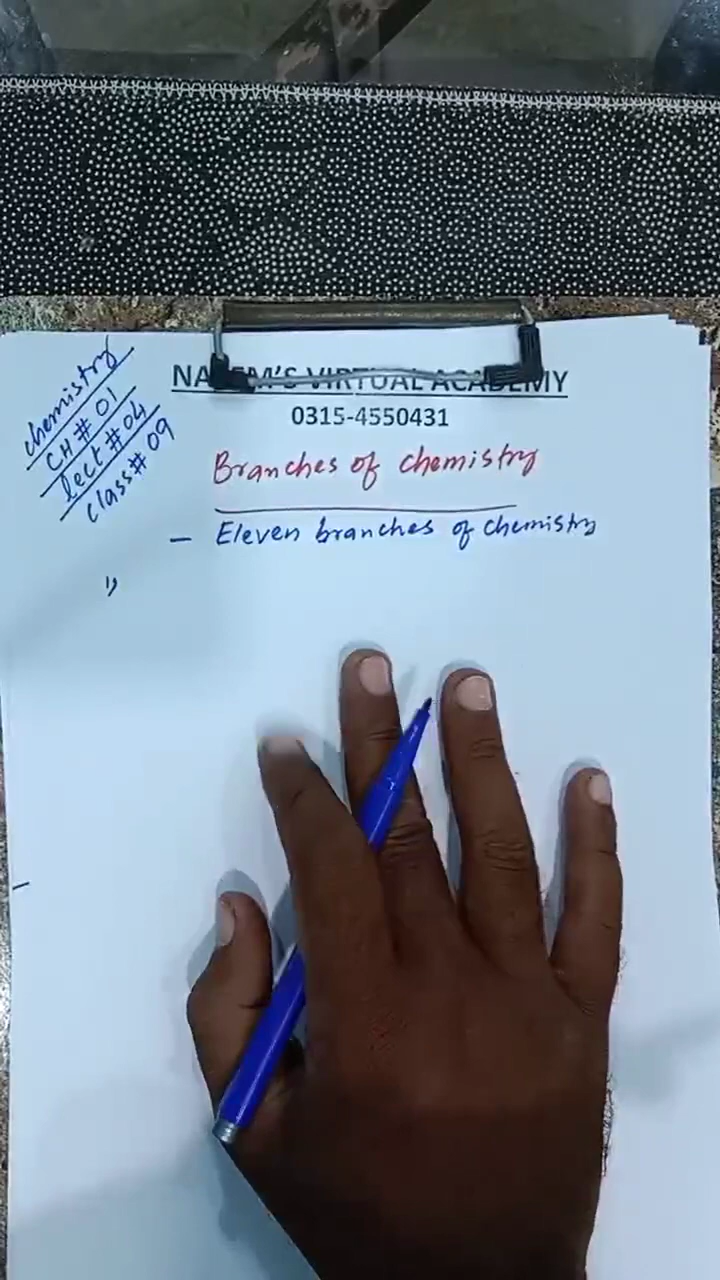 chemistry
CH # 01
lect # 04
class # 09
NAEEM'S VIRTUAL ACADEMY
0315-4550431
Branches of chemistry
— Eleven branches of chemistry